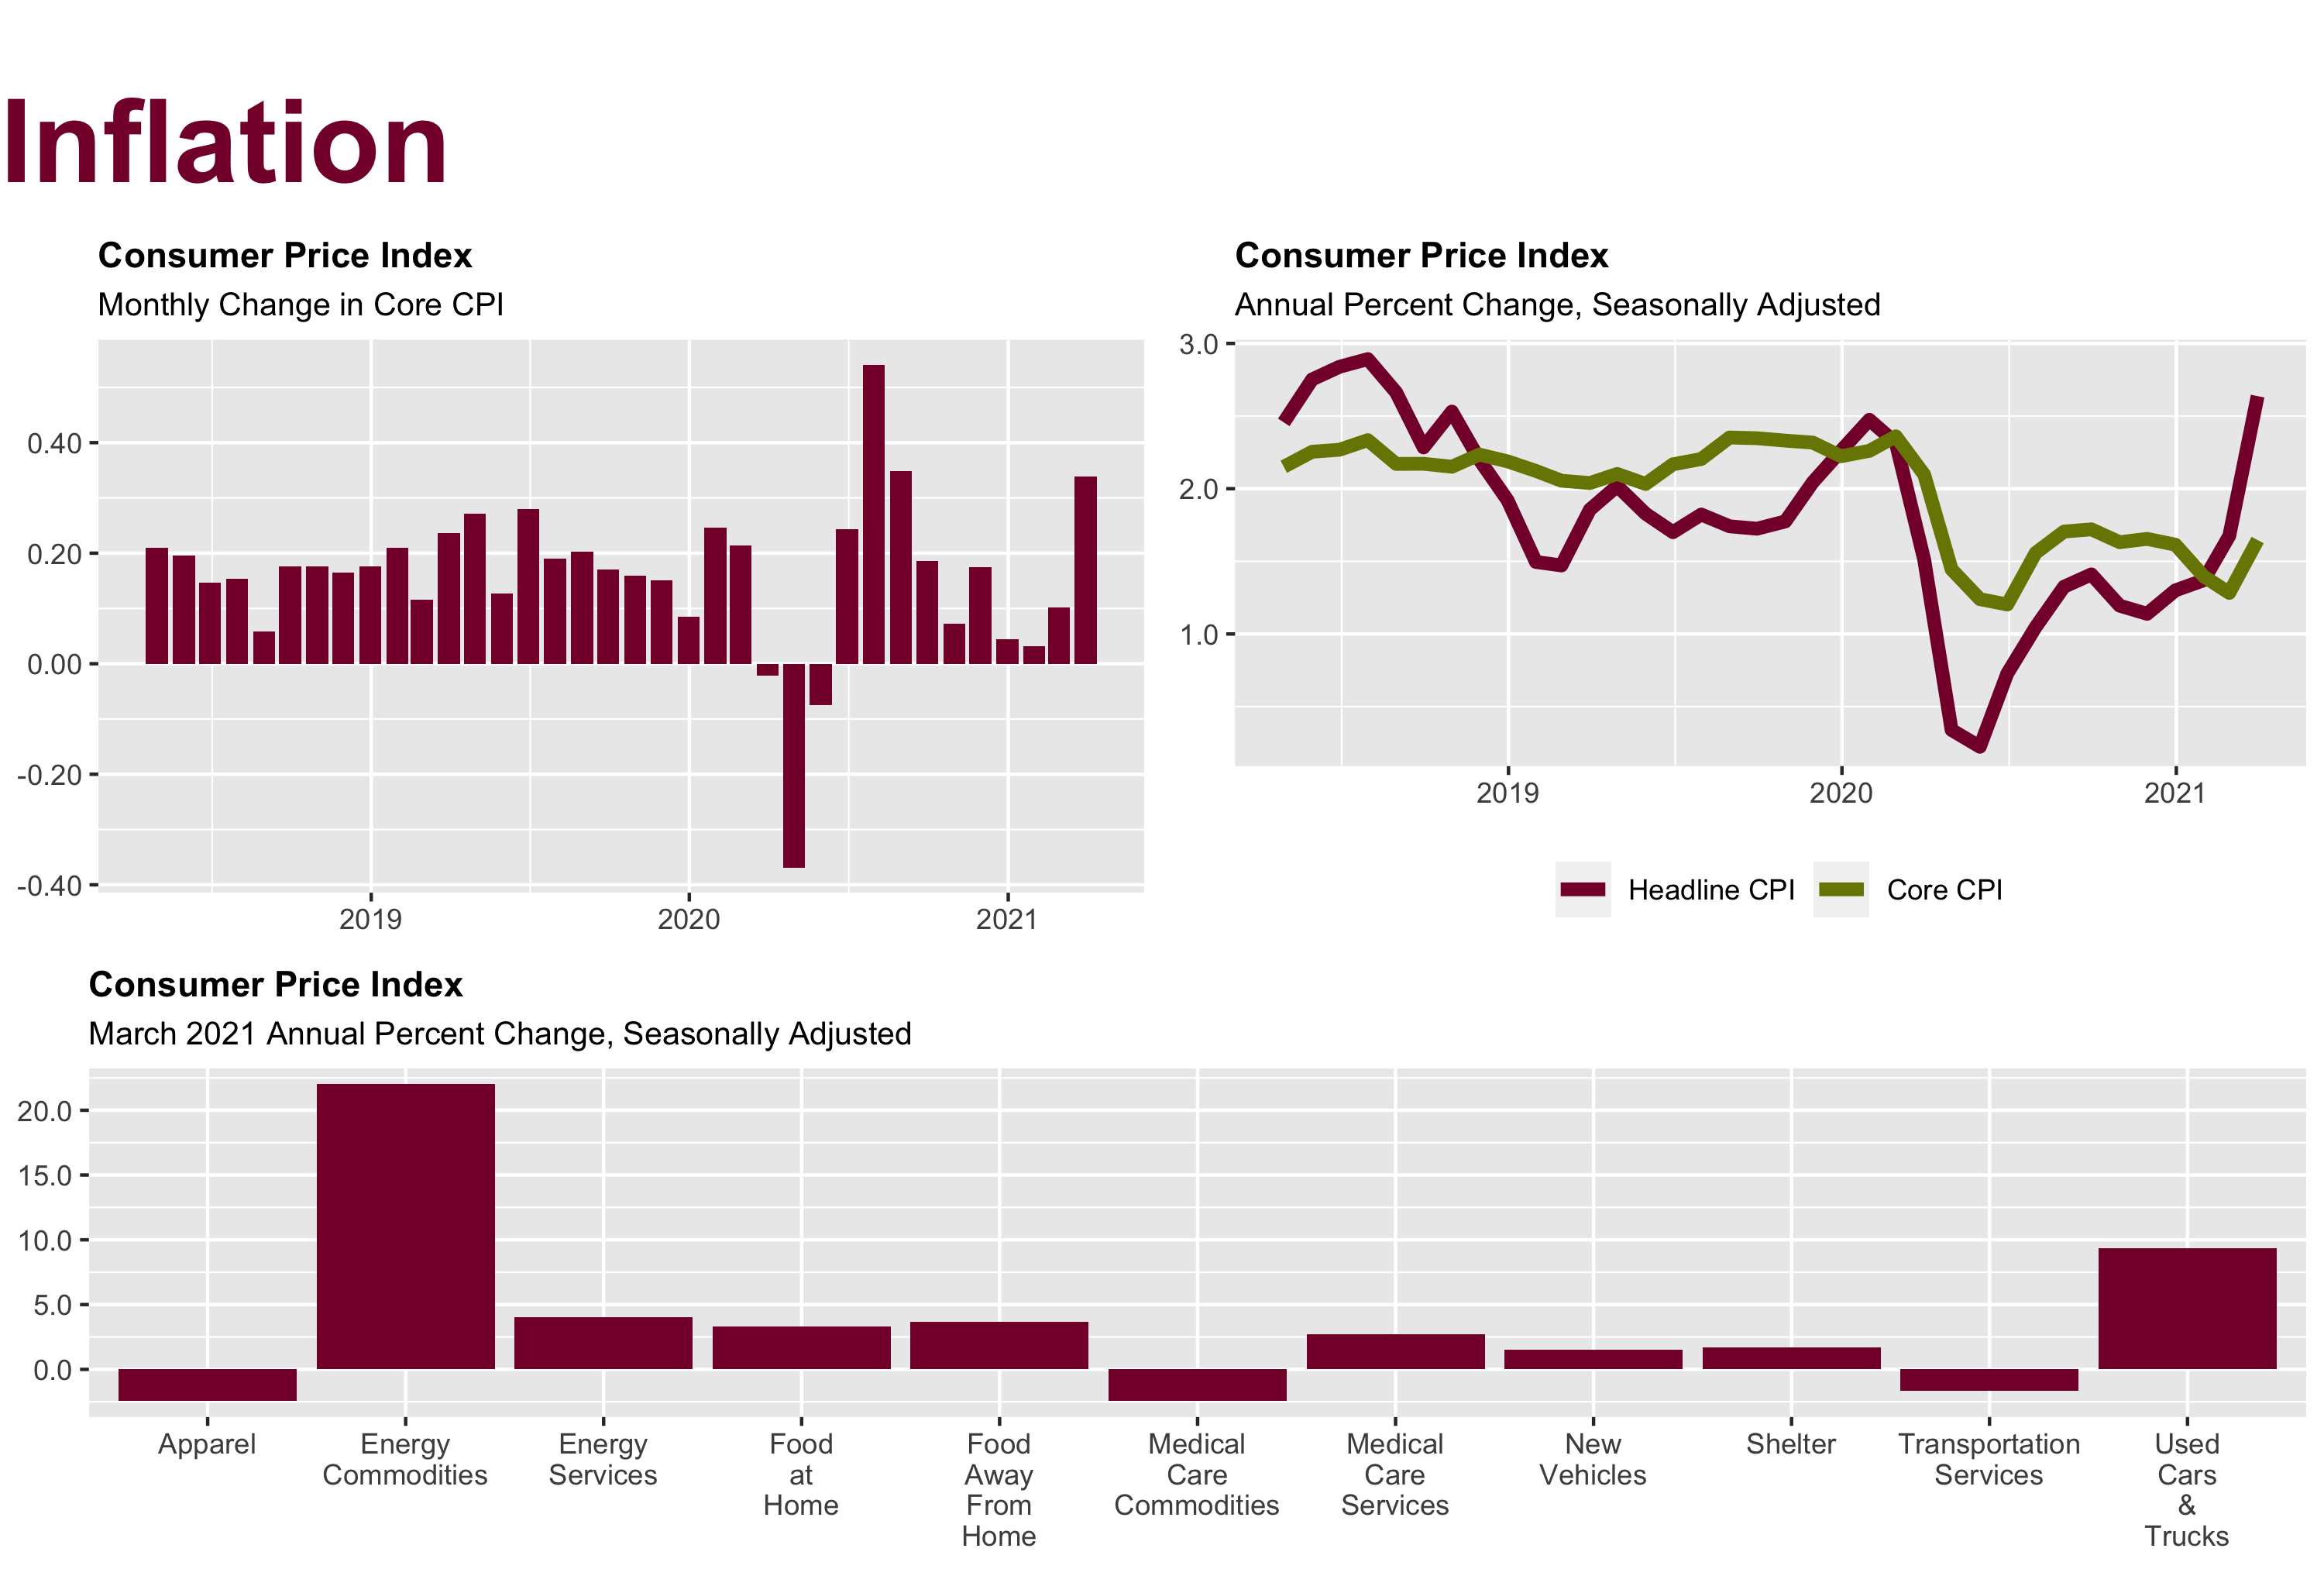 Inflation
Consumer Price Index
Monthly Change in Core CPI
0.40
0.20
0.00
-0.20
-0.40
2019 2020 2021
Consumer Price Index
Annual Percent Change, Seasonally Adjusted
3.0
2.0
1.0
2019 2020 2021
Headline CPI Core CPI
Consumer Price Index
March 2021 Annual Percent Change, Seasonally Adjusted
20.0
15.0
10.0
5.0
0.0
Apparel
Energy
Commodities
Energy
Services
Food
at
Home
Food
Away
From
Home
Medical
Care
Commodities
Medical
Care
Services
New
Vehicles
Shelter
Transportation
Services
Used
Cars
&
Trucks